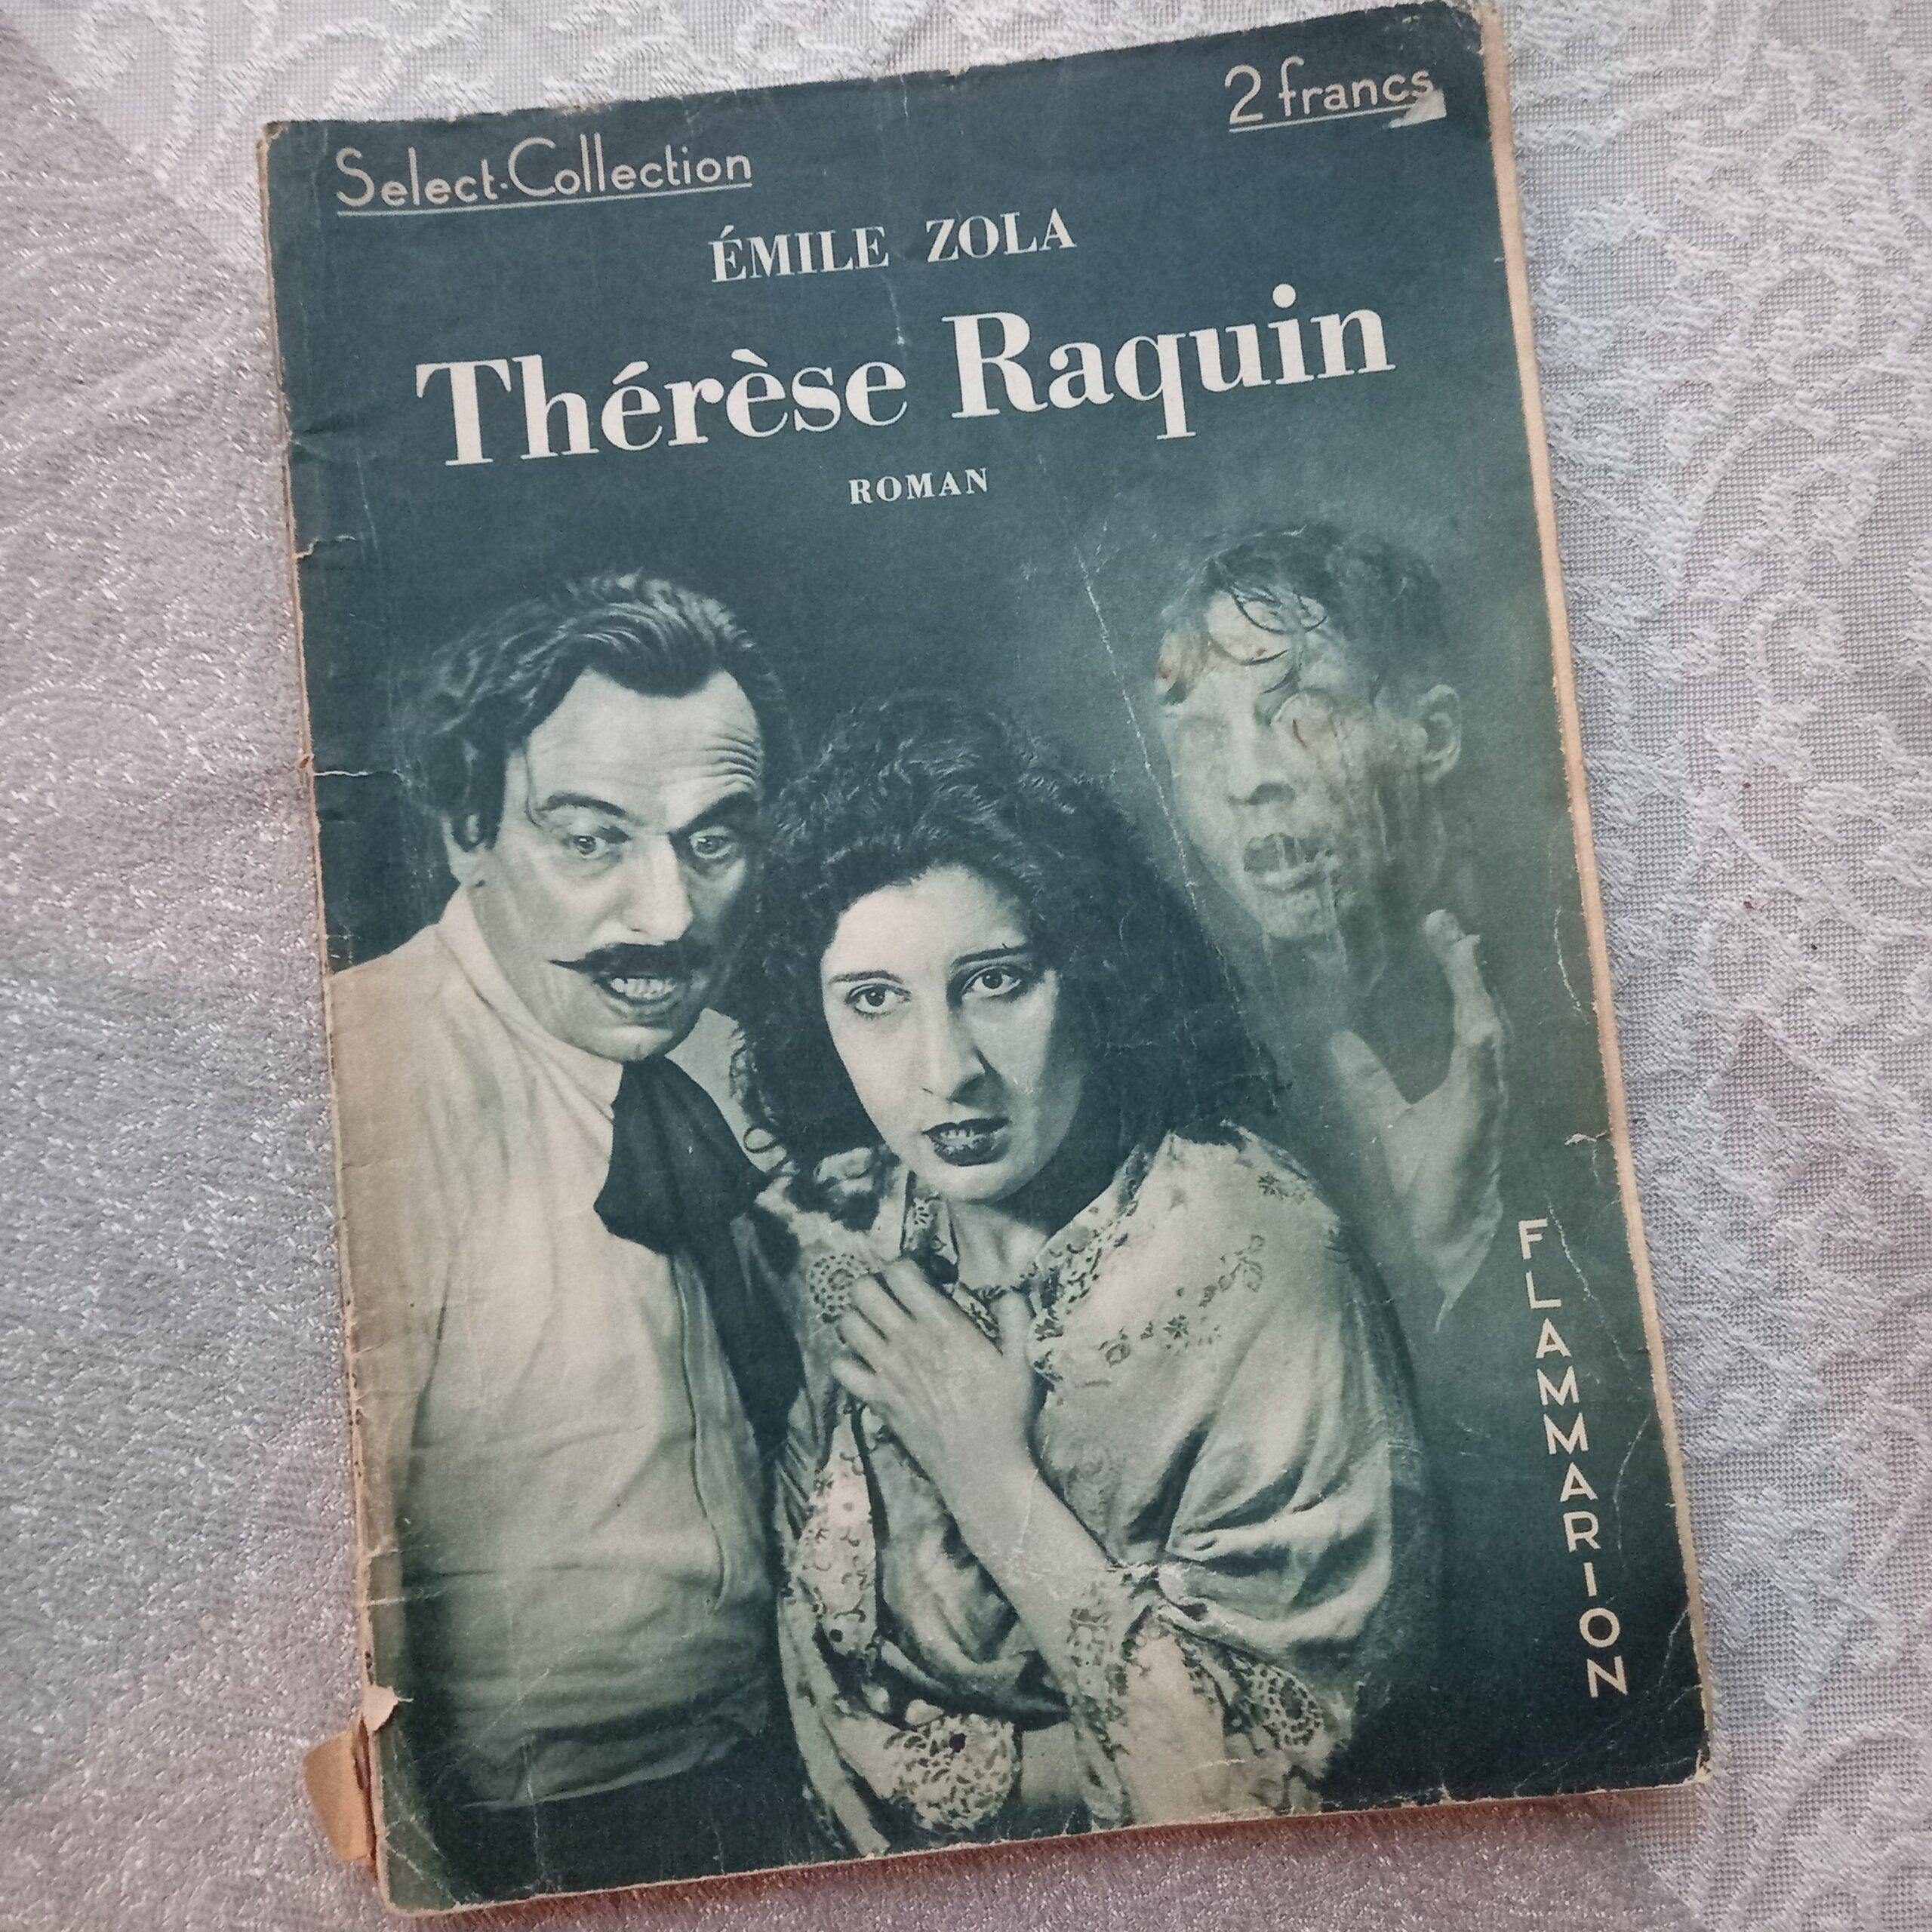 Select-Collection
2 francs
ÉMILE ZOLA
Thérèse Raquin
ROMAN
FLAMMARION